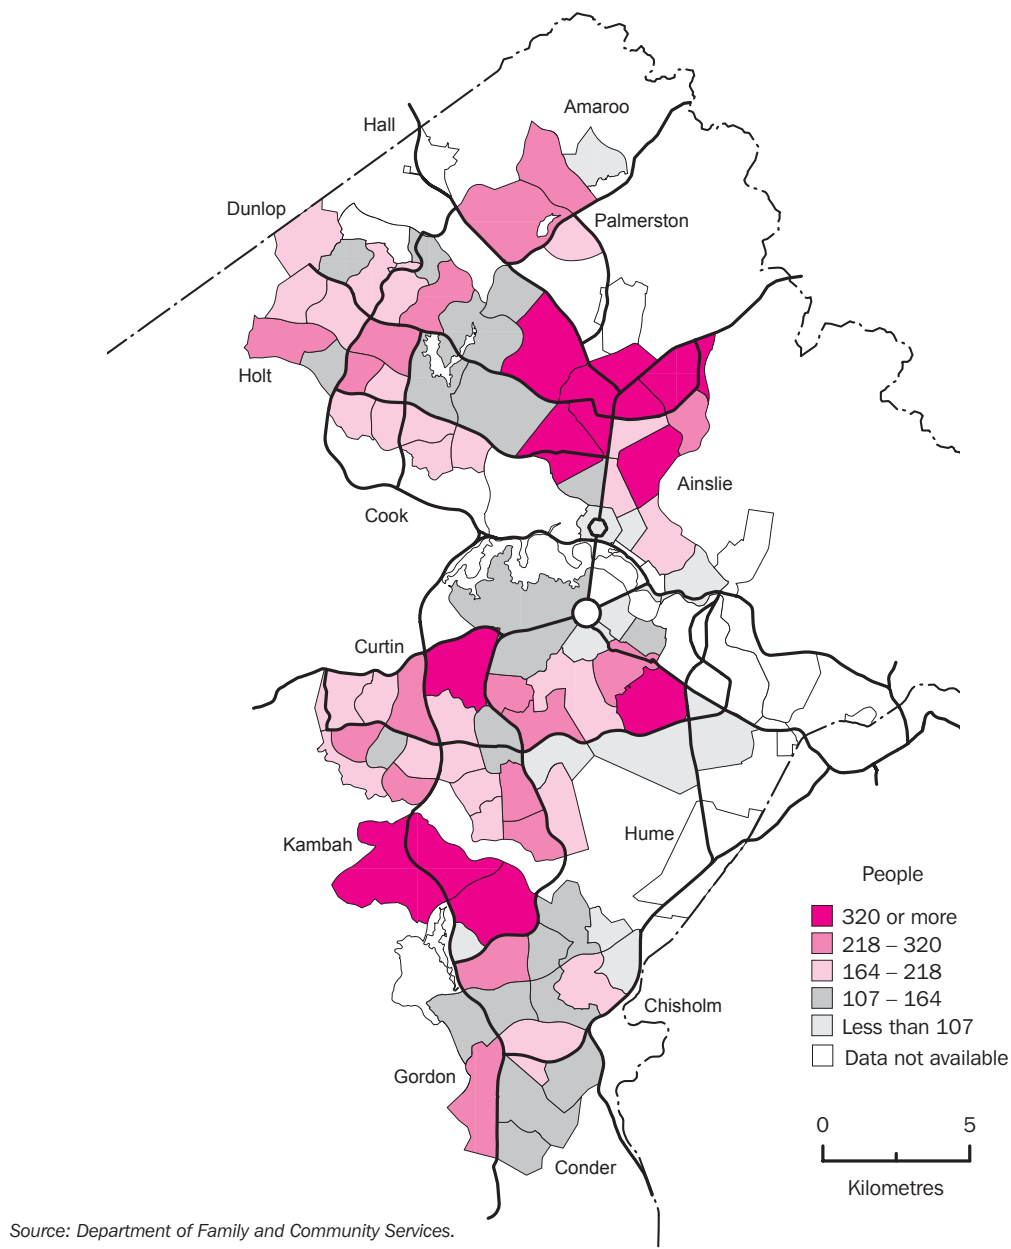 Amaroo
Hall
Dunlop
Palmerston
Holt
Ainslie
Cook
Curtin
Hume
Kambah
People
320 or more
218 – 320
164 – 218
107 – 164
Less than 107
Data not available
Chisholm
Gordon
0 5
Conder
Kilometres
Source: Department of Family and Community Services.